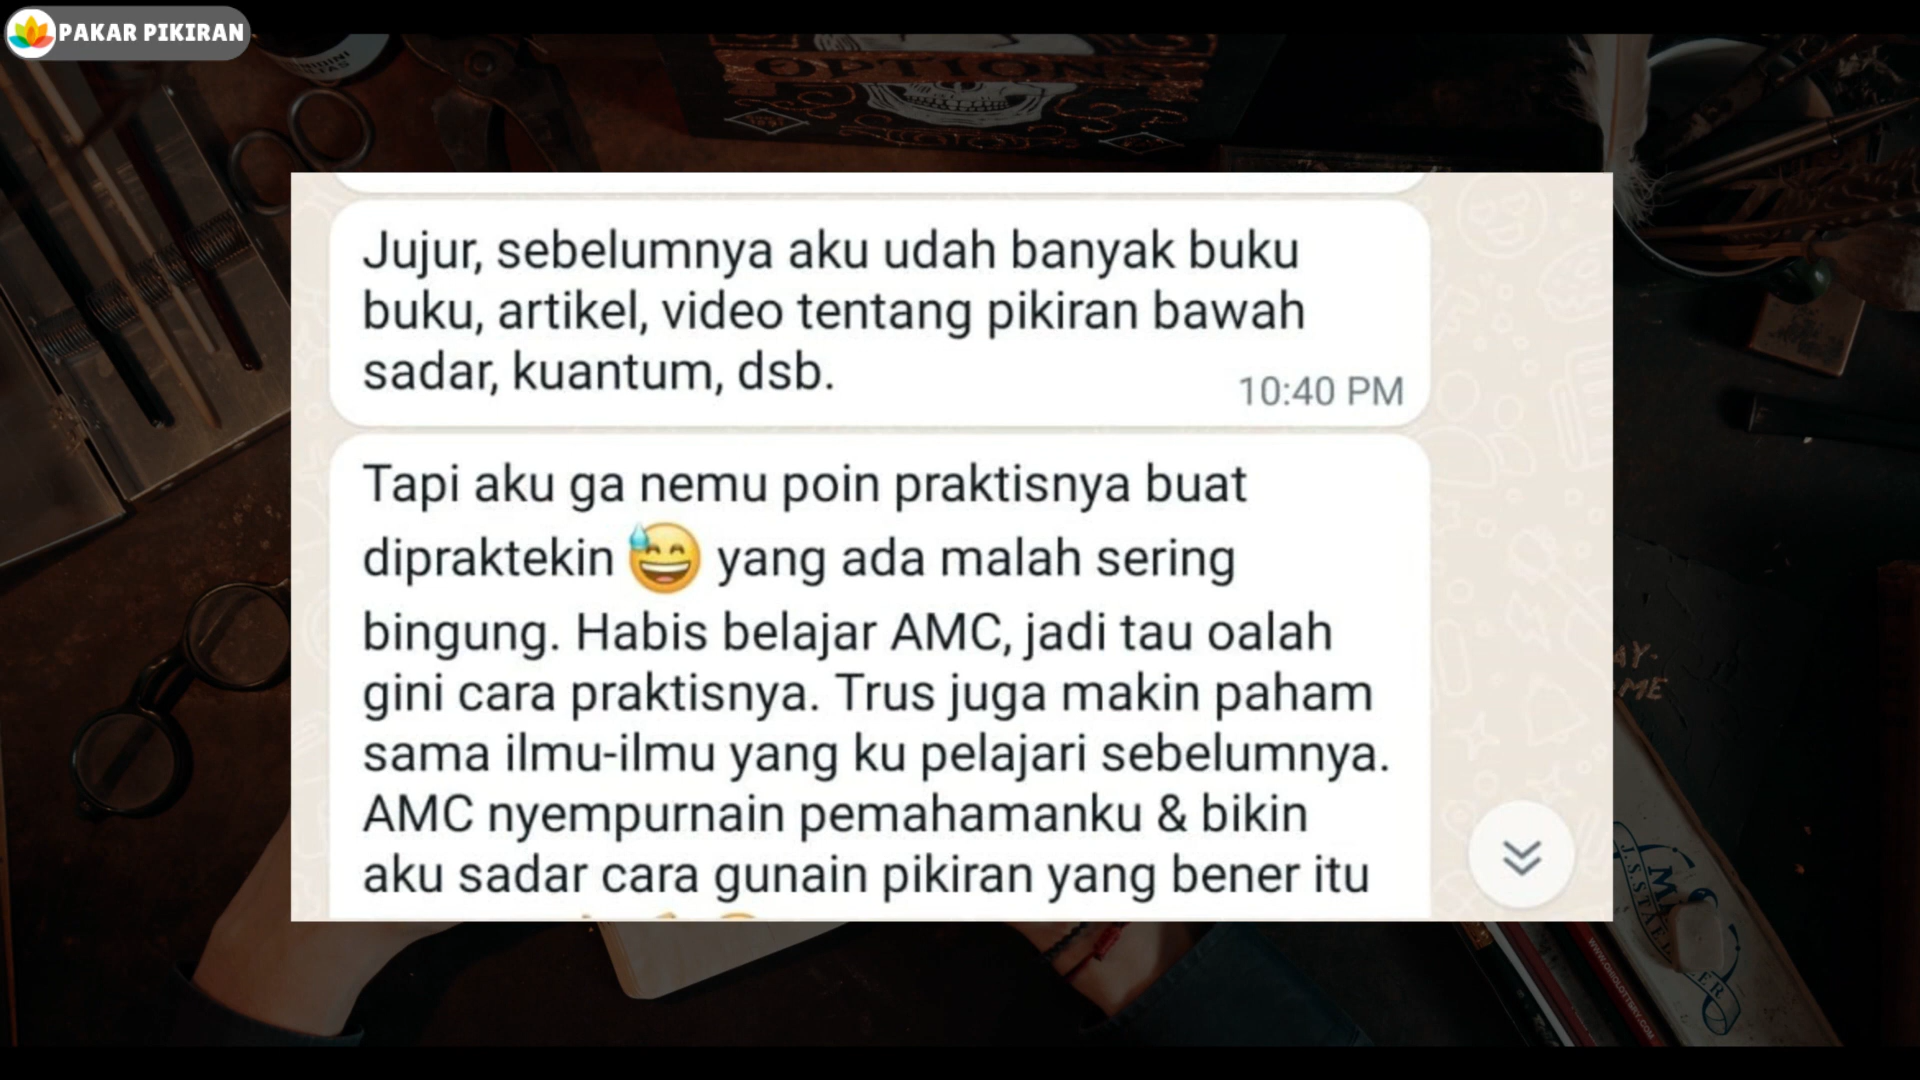 PAKAR PIKIRAN
OPTIONS
Jujur, sebelumnya aku udah banyak buku
buku, artikel, video tentang pikiran bawah
sadar, kuantum, dsb.
10:40 PM
Tapi aku ga nemu poin praktisnya buat
dipraktekin 😅 yang ada malah sering
bingung. Habis belajar AMC, jadi tau oalah
gini cara praktisnya. Trus juga makin paham
sama ilmu-ilmu yang ku pelajari sebelumnya.
AMC nyempurnain pemahamanku & bikin
aku sadar cara gunain pikiran yang bener itu